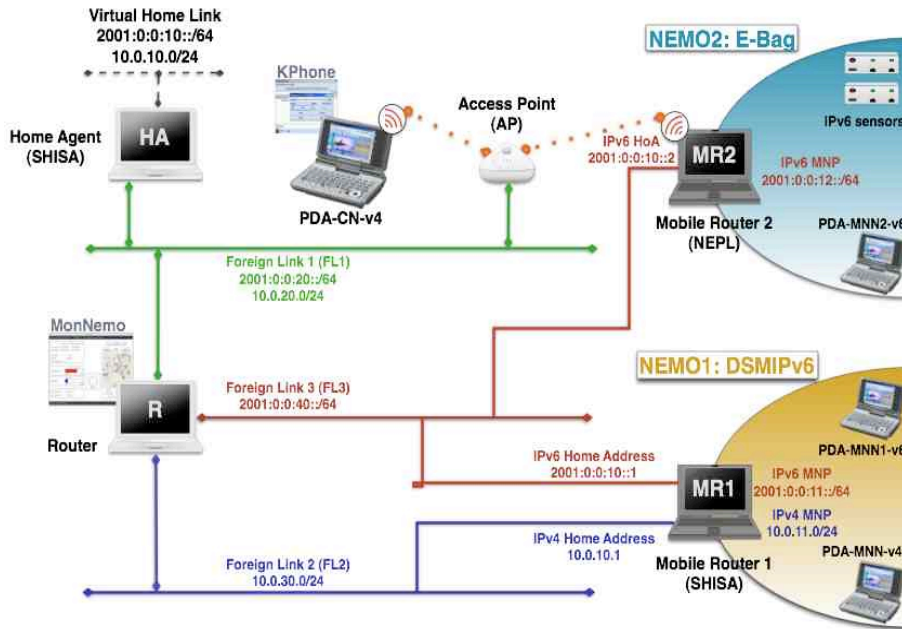 Virtual Home Link
2001:0:0:10::/64
10.0.10.0/24
Home Agent
(SHISA)
HA
KPhone
PDA-CN-v4
Access Point
(AP)
NEMO2: E-Bag
IPv6 sensors
IPv6 HoA
2001:0:0:10::2
MR2
IPv6 MNP
2001:0:0:12::/64
Mobile Router 2
(NEPL)
PDA-MNN2-v6
Foreign Link 1 (FL1)
2001:0:0:20::/64
10.0.20.0/24
MonNemo
R
Router
Foreign Link 3 (FL3)
2001:0:0:40::/64
NEMO1: DSMIPv6
PDA-MNN1-v6
IPv6 Home Address
2001:0:0:10::1
MR1
IPv6 MNP
2001:0:0:11::/64
IPv4 MNP
10.0.11.0/24
IPv4 Home Address
10.0.10.1
Mobile Router 1
(SHISA)
PDA-MNN-v4
Foreign Link 2 (FL2)
10.0.30.0/24